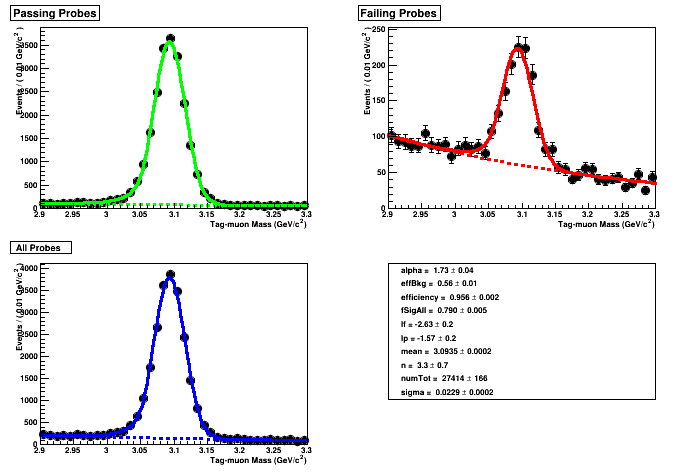 Passing Probes
Events / ( 0.01 GeV/c² )
3500
3000
2500
2000
1500
1000
500
0
2.9 2.95 3 3.05 3.1 3.15 3.2 3.25 3.3
Tag-muon Mass (GeV/c²)
Failing Probes
Events / ( 0.01 GeV/c² )
250
200
150
100
50
0
2.9 2.95 3 3.05 3.1 3.15 3.2 3.25 3.3
Tag-muon Mass (GeV/c²)
All Probes
Events / ( 0.01 GeV/c² )
4000
3500
3000
2500
2000
1500
1000
500
0
2.9 2.95 3 3.05 3.1 3.15 3.2 3.25 3.3
Tag-muon Mass (GeV/c²)
alpha = 1.73 ± 0.04
effBkg = 0.56 ± 0.01
efficiency = 0.956 ± 0.002
fSigAll = 0.790 ± 0.005
lf = -2.63 ± 0.2
lp = -1.57 ± 0.2
mean = 3.0935 ± 0.0002
n = 3.3 ± 0.7
numTot = 27414 ± 166
sigma = 0.0229 ± 0.0002